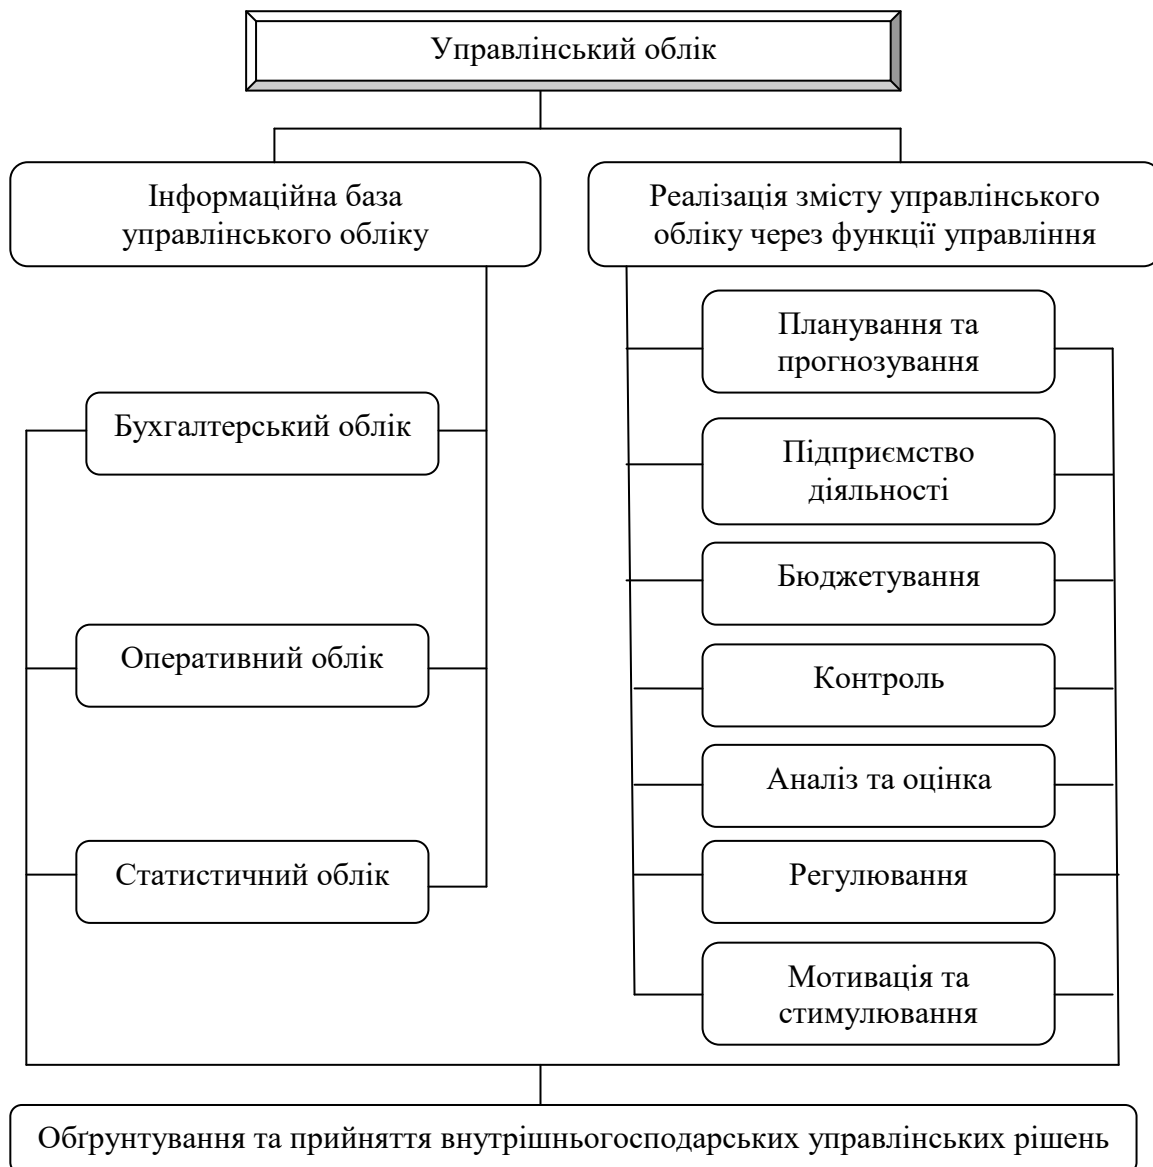 Управлінський облік
Інформаційна база
управлінського обліку
Реалізація змісту управлінського
обліку через функції управління
Бухгалтерський облік
Оперативний облік
Статистичний облік
Планування та
прогнозування
Підприємство
діяльності
Бюджетування
Контроль
Аналіз та оцінка
Регулювання
Мотивація та
стимулювання
Обґрунтування та прийняття внутрішньогосподарських управлінських рішень